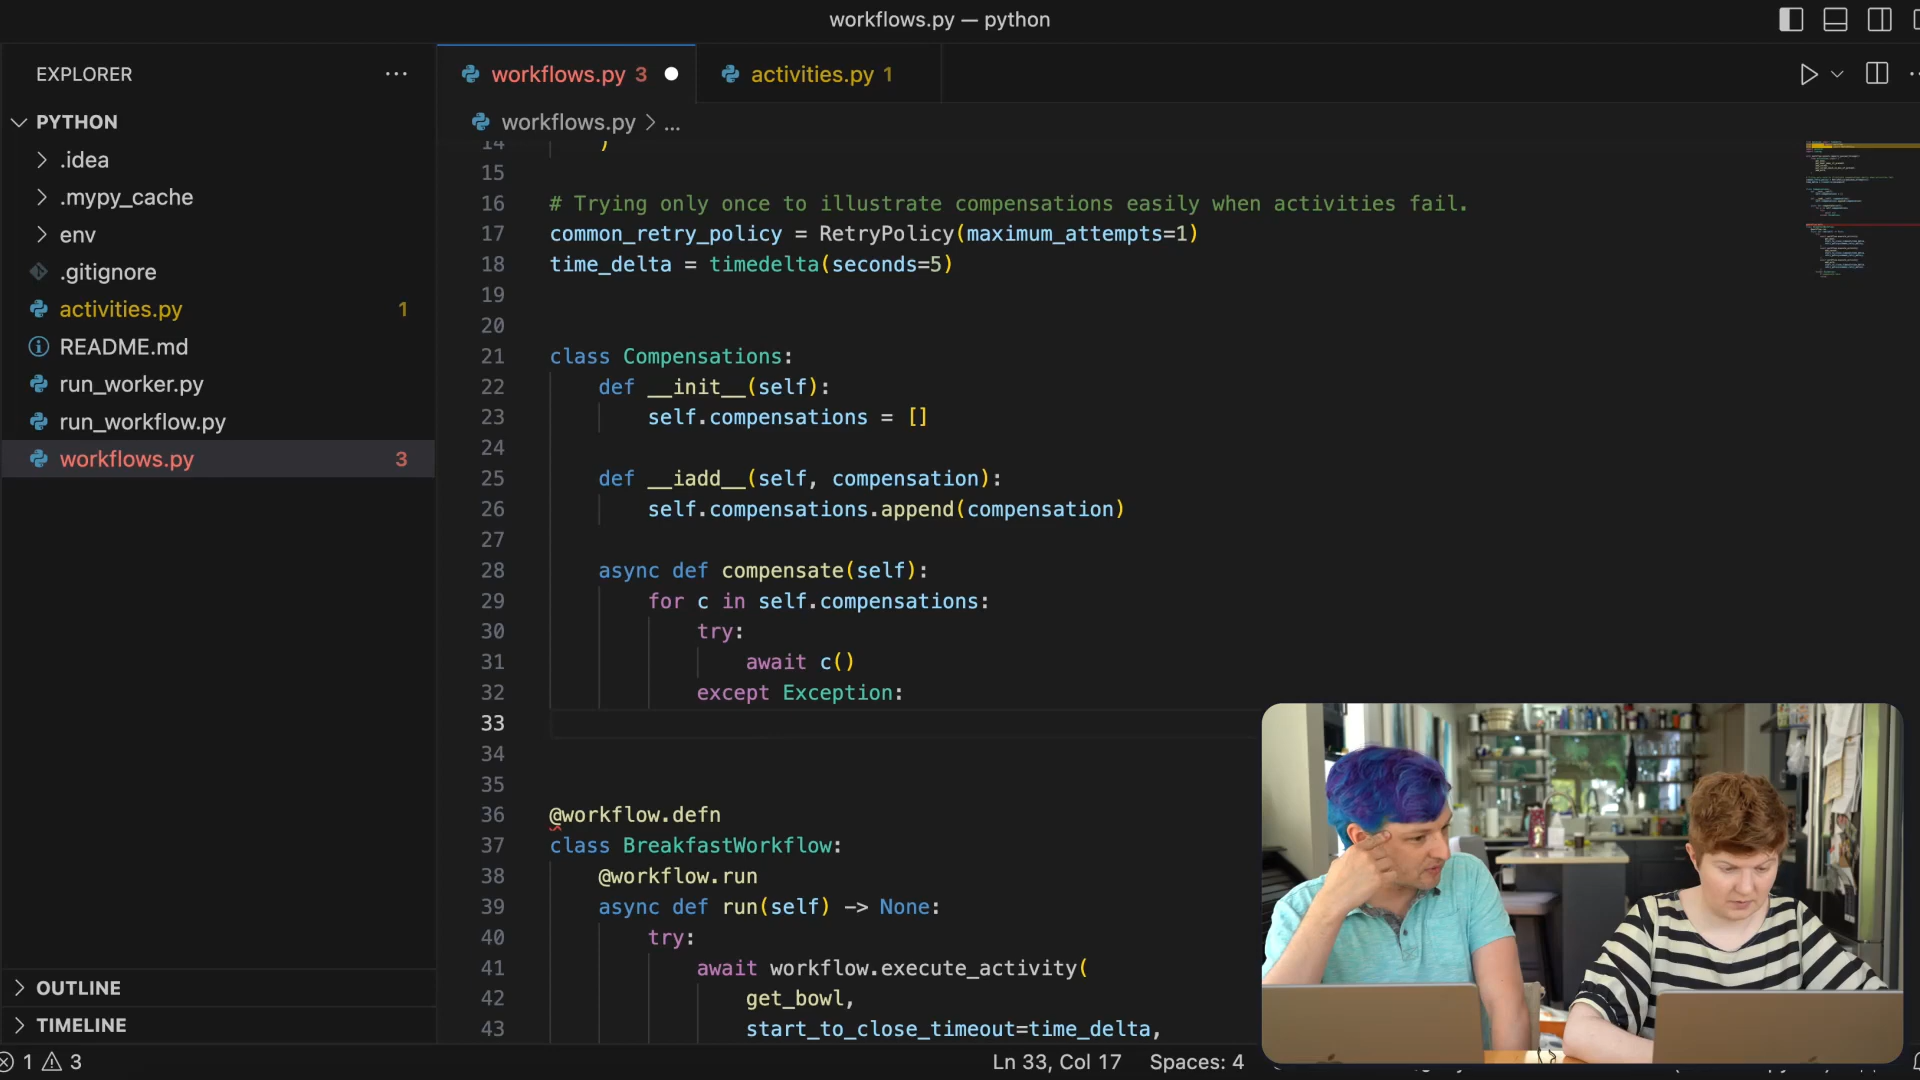 workflows.py — python
EXPLORER
workflows.py 3
activities.py 1
PYTHON
workflows.py > ...
.idea
.mypy_cache
env
.gitignore
activities.py 1
README.md
run_worker.py
run_workflow.py
workflows.py 3
OUTLINE
TIMELINE
14 )
15
16 # Trying only once to illustrate compensations easily when activities fail.
17 common_retry_policy = RetryPolicy(maximum_attempts=1)
18 time_delta = timedelta(seconds=5)
19
20
21 class Compensations:
22 def __init__(self):
23 self.compensations = []
24
25 def __iadd__(self, compensation):
26 self.compensations.append(compensation)
27
28 async def compensate(self):
29 for c in self.compensations:
30 try:
31 await c()
32 except Exception:
33
34
35
36 @workflow.defn
37 class BreakfastWorkflow:
38 @workflow.run
39 async def run(self) -> None:
40 try:
41 await workflow.execute_activity(
42 get_bowl,
43 start_to_close_timeout=time_delta,
1 3
Ln 33, Col 17 Spaces: 4